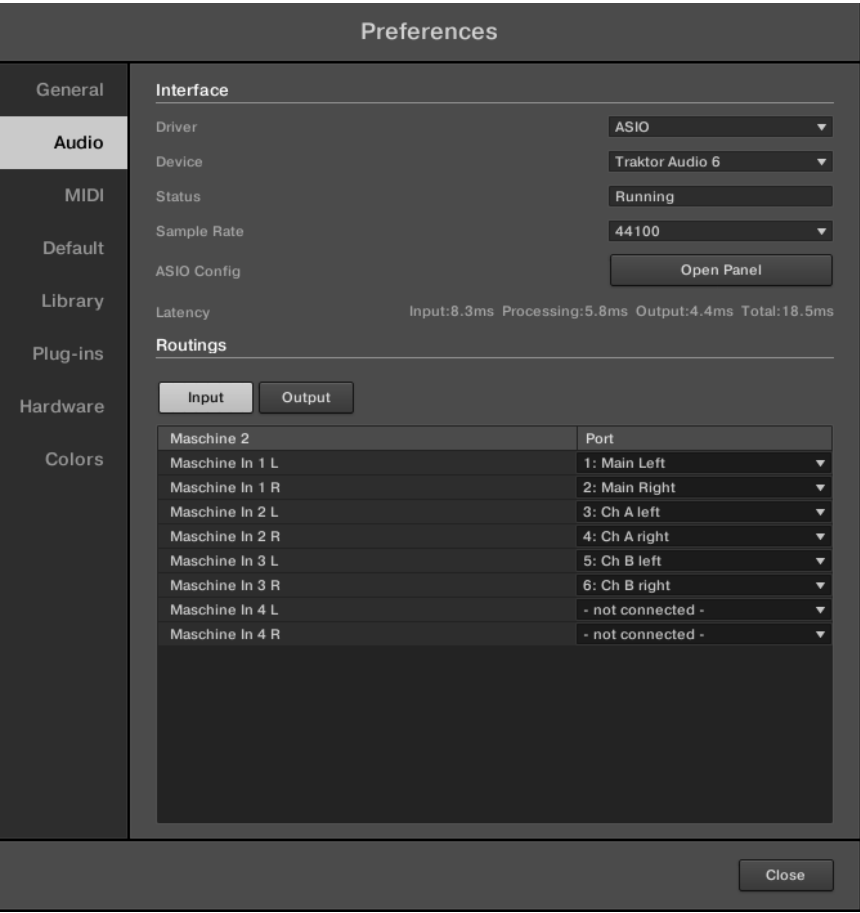 Preferences
General
Audio
MIDI
Default
Library
Plug-ins
Hardware
Colors
Interface
Driver ASIO
Device Traktor Audio 6
Status Running
Sample Rate 44100
ASIO Config Open Panel
Latency Input:8.3ms Processing:5.8ms Output:4.4ms Total:18.5ms
Routings
Input Output
Maschine 2 Port
Maschine In 1 L 1: Main Left
Maschine In 1 R 2: Main Right
Maschine In 2 L 3: Ch A left
Maschine In 2 R 4: Ch A right
Maschine In 3 L 5: Ch B left
Maschine In 3 R 6: Ch B right
Maschine In 4 L - not connected -
Maschine In 4 R - not connected -
Close